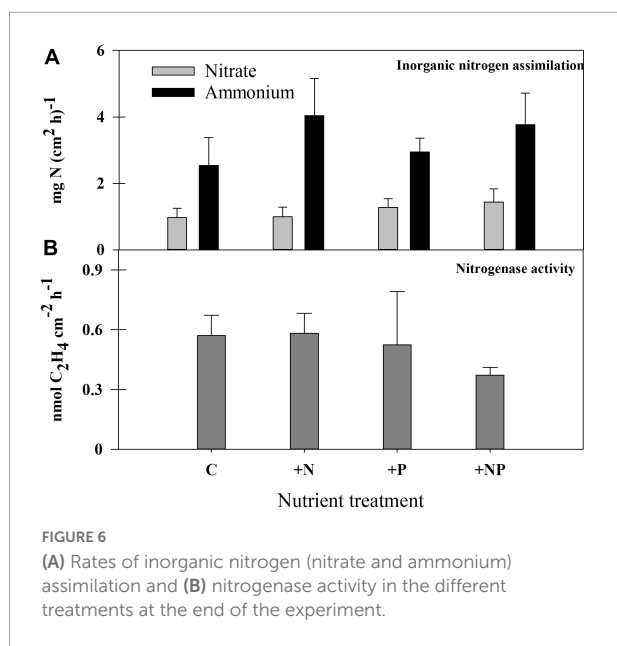 A
6
Inorganic nitrogen assimilation
Nitrate
Ammonium
4
2
0
mg N (cm² h)⁻¹
B
0.9
Nitrogenase activity
0.6
0.3
0
nmol C₂H₄ cm⁻² h⁻¹
C +N +P +NP
Nutrient treatment
FIGURE 6
(A) Rates of inorganic nitrogen (nitrate and ammonium)
assimilation and (B) nitrogenase activity in the different
treatments at the end of the experiment.